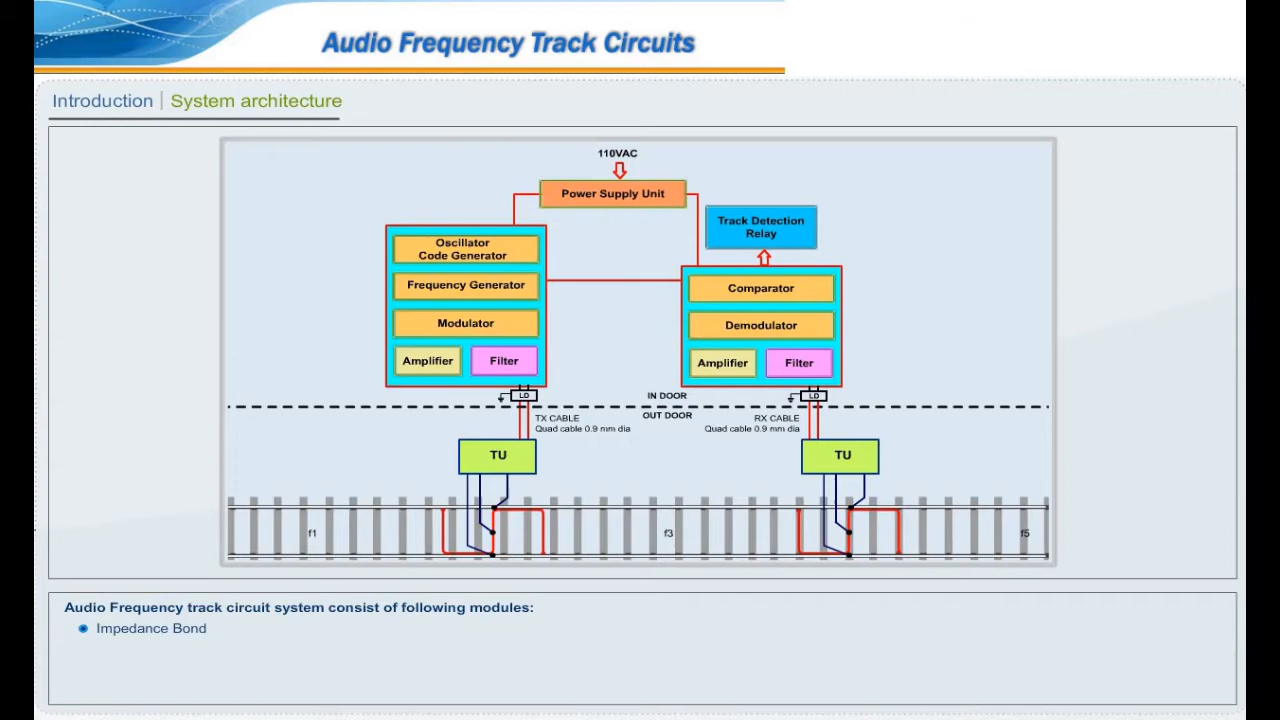 Audio Frequency Track Circuits
Introduction | System architecture
110VAC
Power Supply Unit
Track Detection
Relay
Oscillator
Code Generator
Frequency Generator
Modulator
Amplifier
Filter
Comparator
Demodulator
Amplifier
Filter
LD
IN DOOR
LD
OUT DOOR
TX CABLE
Quad cable 0.9 mm dia
RX CABLE
Quad cable 0.9 mm dia
TU
TU
f1
f3
f5
Audio Frequency track circuit system consist of following modules:
Impedance Bond